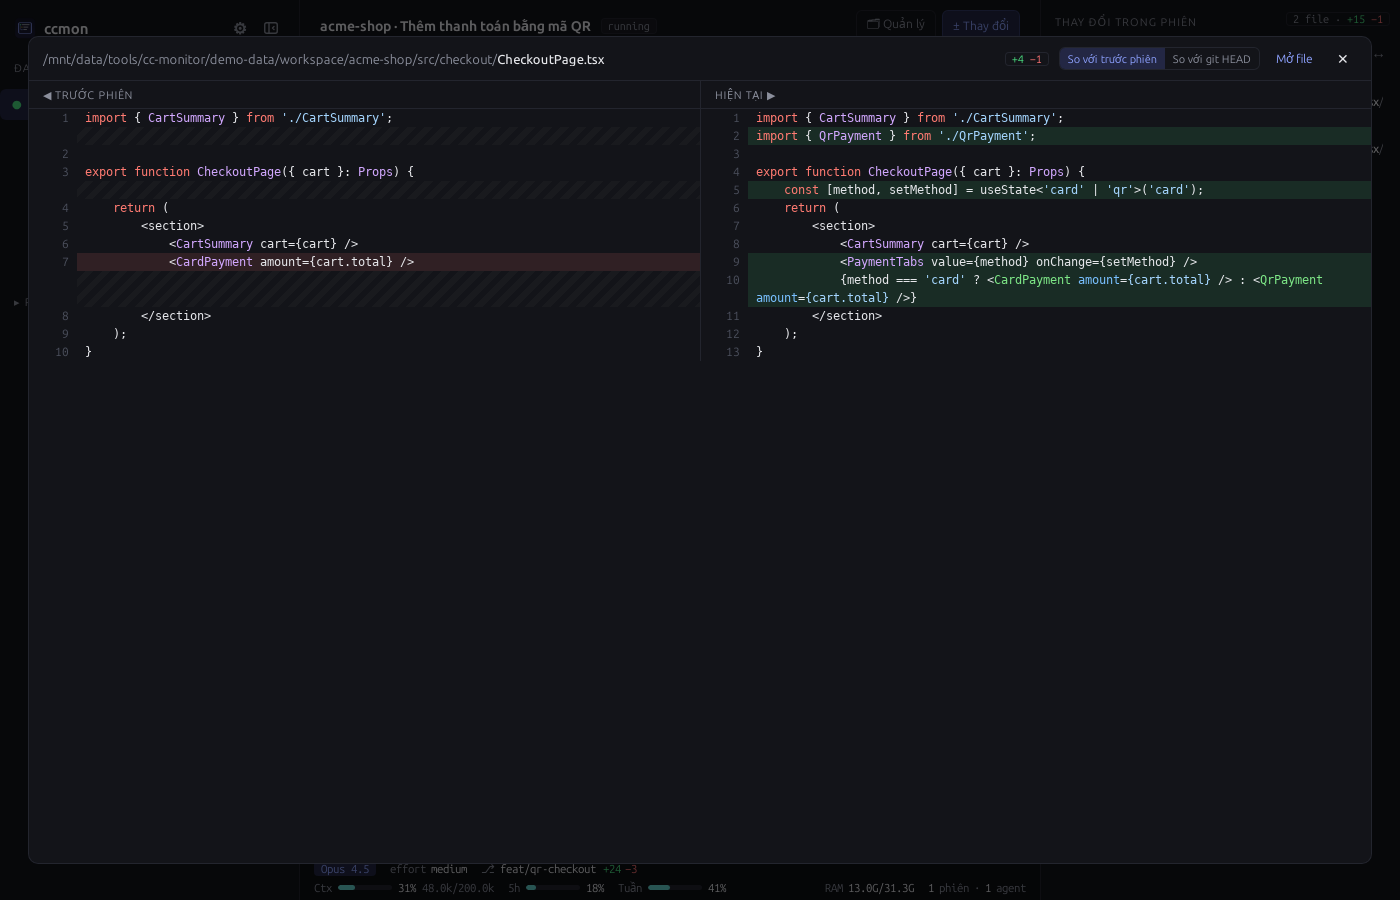 ccmon
acme-shop · Thêm thanh toán bằng mã QR running
Quản lý
± Thay đổi
THAY ĐỔI TRONG PHIÊN
2 file · +15 −1
/mnt/data/tools/cc-monitor/demo-data/workspace/acme-shop/src/checkout/CheckoutPage.tsx
+4 −1
So với trước phiên
So với git HEAD
Mở file
✕
◀ TRƯỚC PHIÊN
1 import { CartSummary } from './CartSummary';
2
3 export function CheckoutPage({ cart }: Props) {
4 return (
5 <section>
6 <CartSummary cart={cart} />
7 <CardPayment amount={cart.total} />
8 </section>
9 );
10 }
HIỆN TẠI ▶
1 import { CartSummary } from './CartSummary';
2 import { QrPayment } from './QrPayment';
3
4 export function CheckoutPage({ cart }: Props) {
5 const [method, setMethod] = useState<'card' | 'qr'>('card');
6 return (
7 <section>
8 <CartSummary cart={cart} />
9 <PaymentTabs value={method} onChange={setMethod} />
10 {method === 'card' ? <CardPayment amount={cart.total} /> : <QrPayment
amount={cart.total} />}
11 </section>
12 );
13 }
Opus 4.5 effort medium feat/qr-checkout +24 −3
Ctx 31% 48.0k/200.0k 5h 18% Tuần 41% RAM 13.0G/31.3G 1 phiên · 1 agent